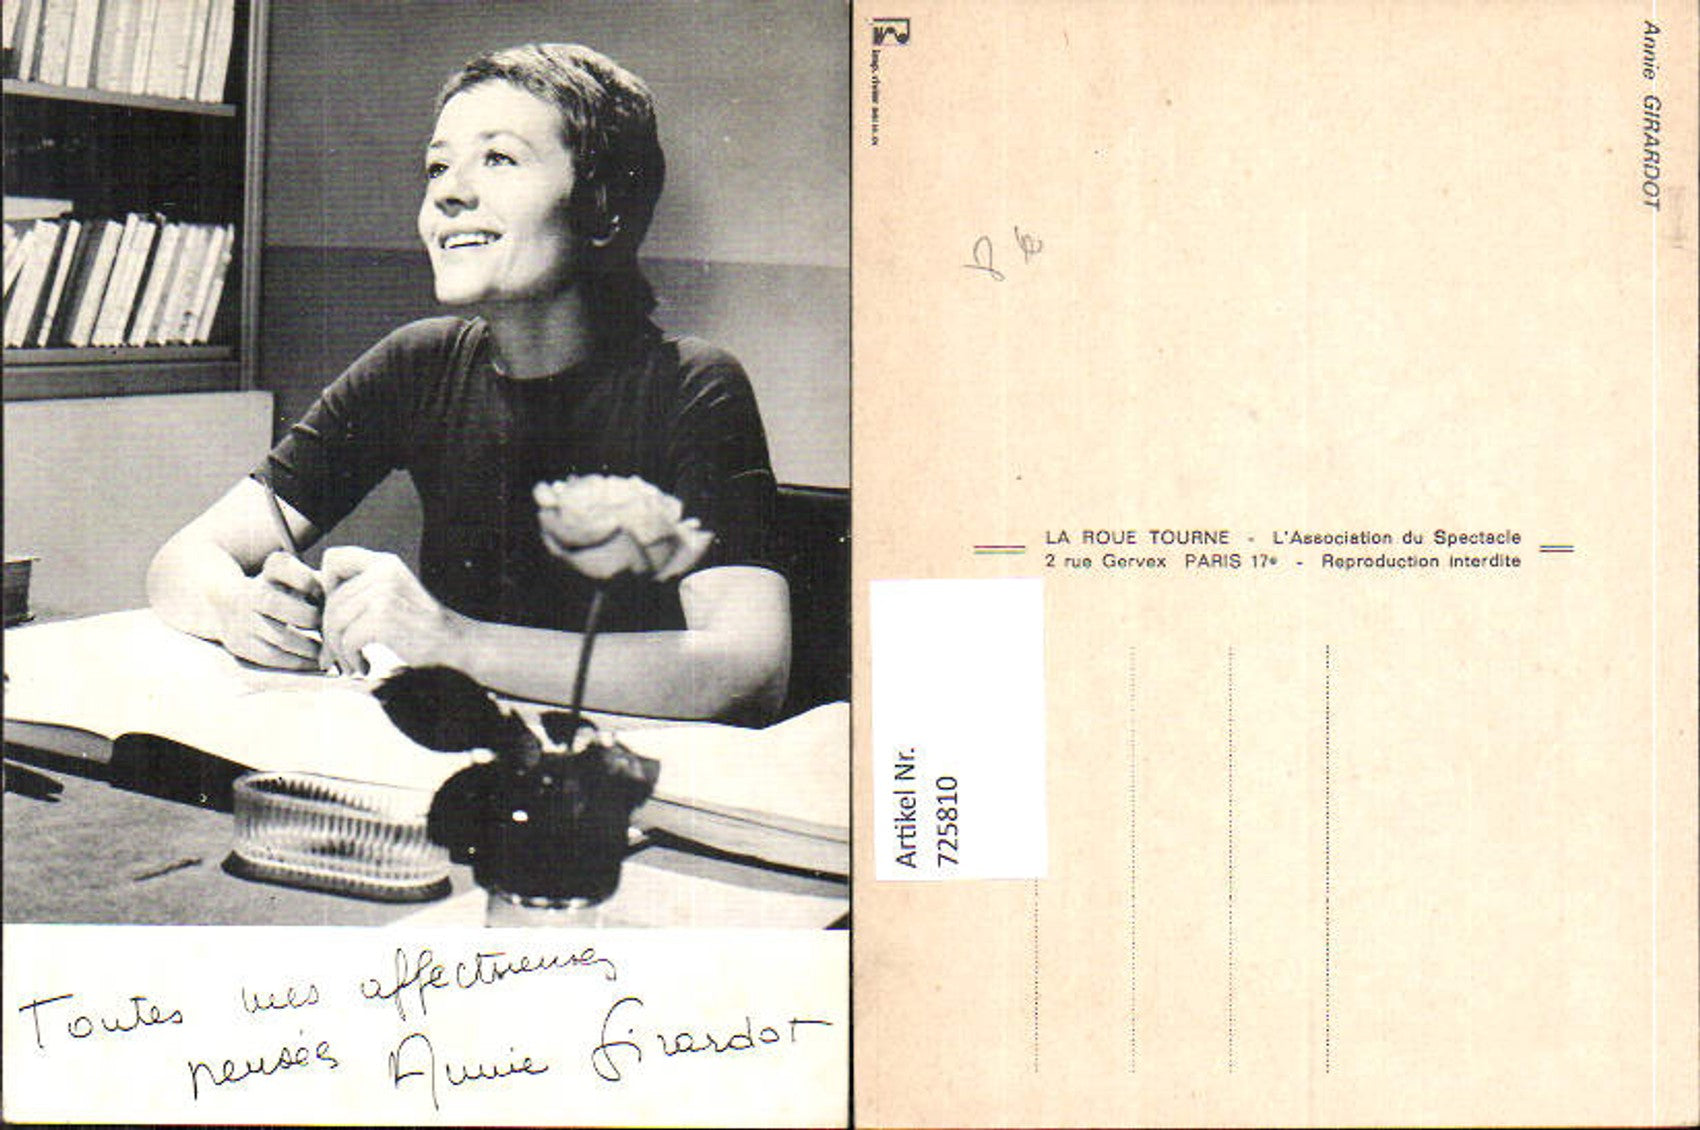 Toutes mes affectueuses
pensées Annie Girardot
Annie GIRARDOT
LA ROUE TOURNE - L'Association du Spectacle
2 rue Gervex PARIS 17e - Reproduction interdite
Artikel Nr.
725810